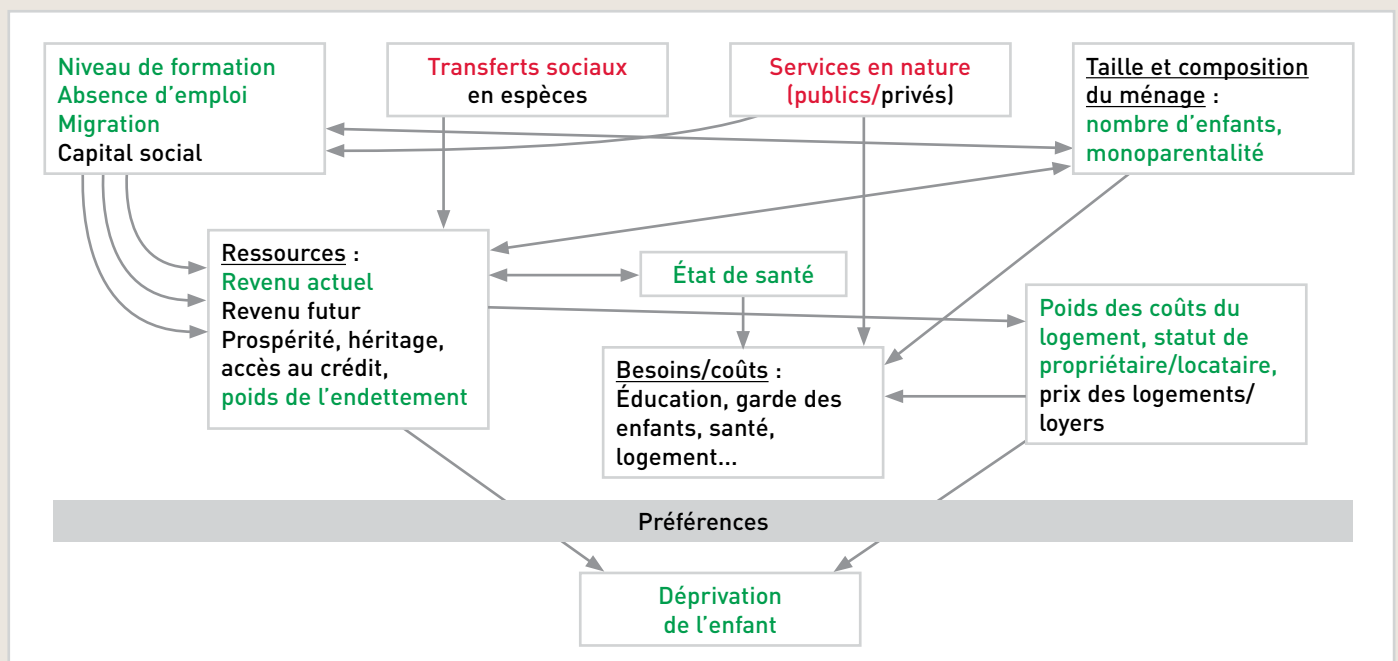 Niveau de formation
Absence d'emploi
Migration
Capital social
Transferts sociaux
en espèces
Services en nature
(publics/privés)
Taille et composition
du ménage :
nombre d'enfants,
monoparentalité
Ressources :
Revenu actuel
Revenu futur
Prospérité, héritage,
accès au crédit,
poids de l'endettement
État de santé
Besoins/coûts :
Éducation, garde des
enfants, santé,
logement...
Poids des coûts du
logement, statut de
propriétaire/locataire,
prix des logements/
loyers
Préférences
Déprivation
de l'enfant